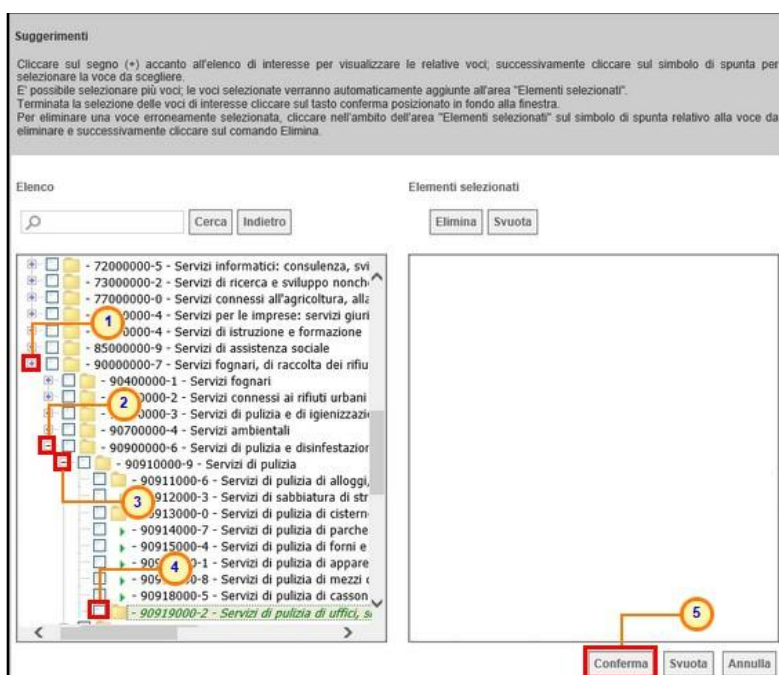 Suggerimenti
Cliccare sul segno (+) accanto all'elenco di interesse per visualizzare le relative voci; successivamente cliccare sul simbolo di spunta per
selezionare la voce da scegliere.
E' possibile selezionare più voci; le voci selezionate verranno automaticamente aggiunte all'area "Elementi selezionati".
Terminata la selezione delle voci di interesse cliccare sul tasto conferma posizionato in fondo alla finestra.
Per eliminare una voce erroneamente selezionata, cliccare nell'ambito dell'area "Elementi selezionati" sul simbolo di spunta relativo alla voce da
eliminare e successivamente cliccare sul comando Elimina.
Elenco
Elementi selezionati
Cerca Indietro
Elimina Svuota
- 72000000-5 - Servizi informatici: consulenza, svi
- 73000000-2 - Servizi di ricerca e sviluppo nonch
- 77000000-0 - Servizi connessi all'agricoltura, alla
0000-4 - Servizi per le imprese: servizi giuri
1
0000-4 - Servizi di istruzione e formazione
- 85000000-9 - Servizi di assistenza sociale
- 90000000-7 - Servizi fognari, di raccolta dei rifiu
- 90400000-1 - Servizi fognari
0000-2 - Servizi connessi ai rifiuti urbani
2
0000-3 - Servizi di pulizia e di igienizzazi
- 90700000-4 - Servizi ambientali
- 90900000-6 - Servizi di pulizia e disinfestazior
- 90910000-9 - Servizi di pulizia
- 90911000-6 - Servizi di pulizia di alloggi,
3
912000-3 - Servizi di sabbiatura di str
913000-0 - Servizi di pulizia di cistern
- 90914000-7 - Servizi di pulizia di parche
- 90915000-4 - Servizi di pulizia di forni e
- 90 0-1 - Servizi di pulizia di appare
4
- 909 0-8 - Servizi di pulizia di mezzi
- 90918000-5 - Servizi di pulizia di casson
- 90919000-2 - Servizi di pulizia di uffici, s
5
Conferma Svuota Annulla